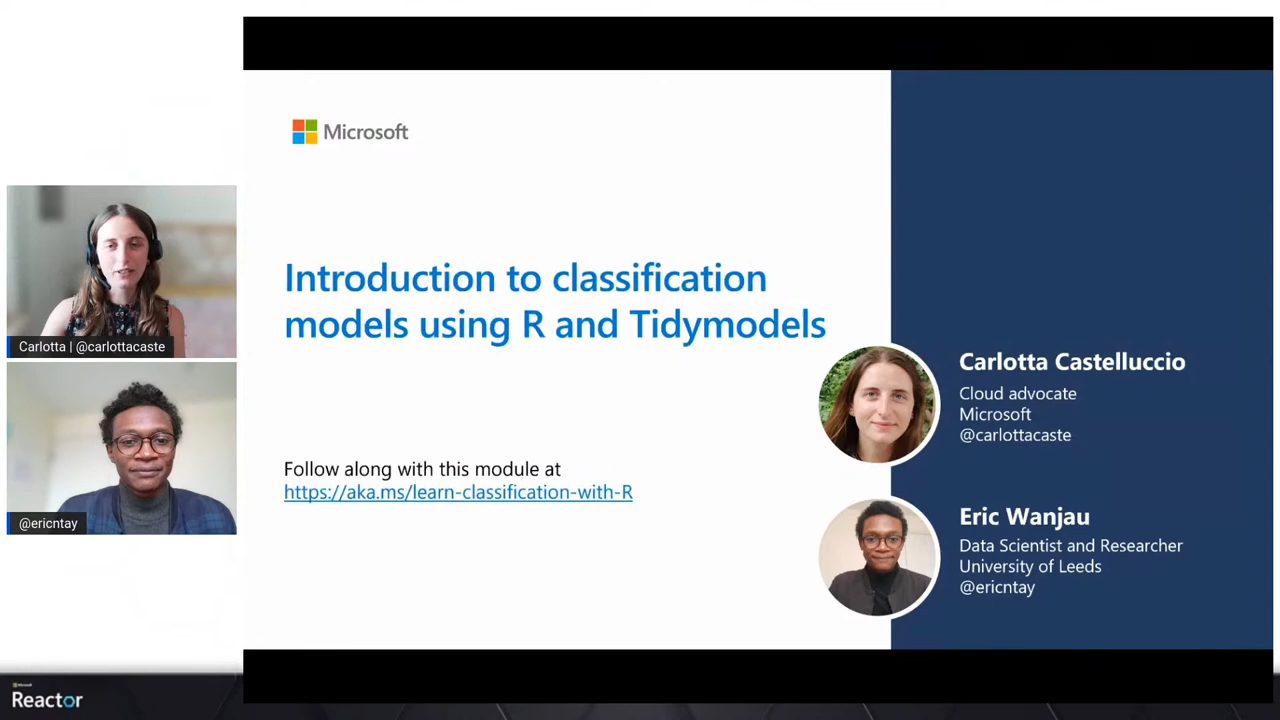 Microsoft
Introduction to classification
models using R and Tidymodels
Follow along with this module at
https://aka.ms/learn-classification-with-R
Carlotta Castelluccio
Cloud advocate
Microsoft
@carlottacaste
Eric Wanjau
Data Scientist and Researcher
University of Leeds
@ericntay
Carlotta | @carlottacaste
@ericntay
Microsoft
Reactor